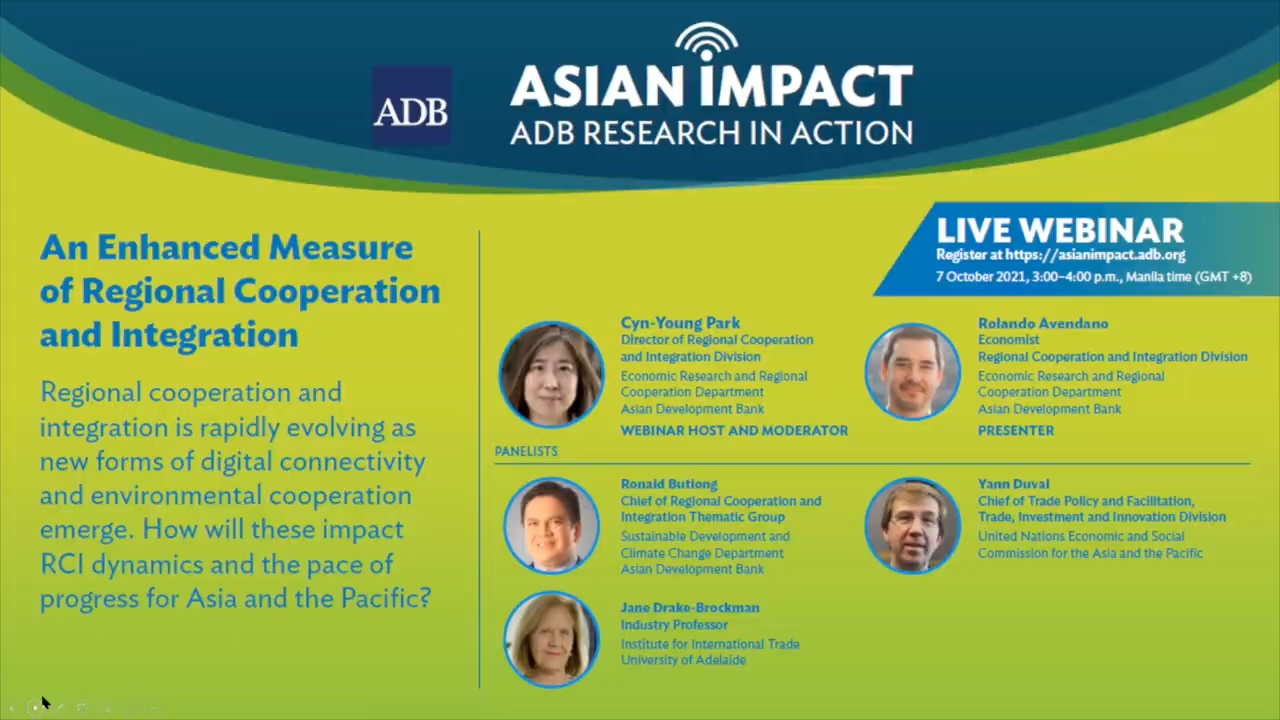 ADB
ASIAN IMPACT
ADB RESEARCH IN ACTION
An Enhanced Measure
of Regional Cooperation
and Integration
Regional cooperation and
integration is rapidly evolving as
new forms of digital connectivity
and environmental cooperation
emerge. How will these impact
RCI dynamics and the pace of
progress for Asia and the Pacific?
LIVE WEBINAR
Register at https://asianimpact.adb.org
7 October 2021, 3:00–4:00 p.m., Manila time (GMT +8)
Cyn-Young Park
Director of Regional Cooperation
and Integration Division
Economic Research and Regional
Cooperation Department
Asian Development Bank
WEBINAR HOST AND MODERATOR
Rolando Avendano
Economist
Regional Cooperation and Integration Division
Economic Research and Regional
Cooperation Department
Asian Development Bank
PRESENTER
PANELISTS
Ronald Butiong
Chief of Regional Cooperation and
Integration Thematic Group
Sustainable Development and
Climate Change Department
Asian Development Bank
Yann Duval
Chief of Trade Policy and Facilitation,
Trade, Investment and Innovation Division
United Nations Economic and Social
Commission for the Asia and the Pacific
Jane Drake-Brockman
Industry Professor
Institute for International Trade
University of Adelaide